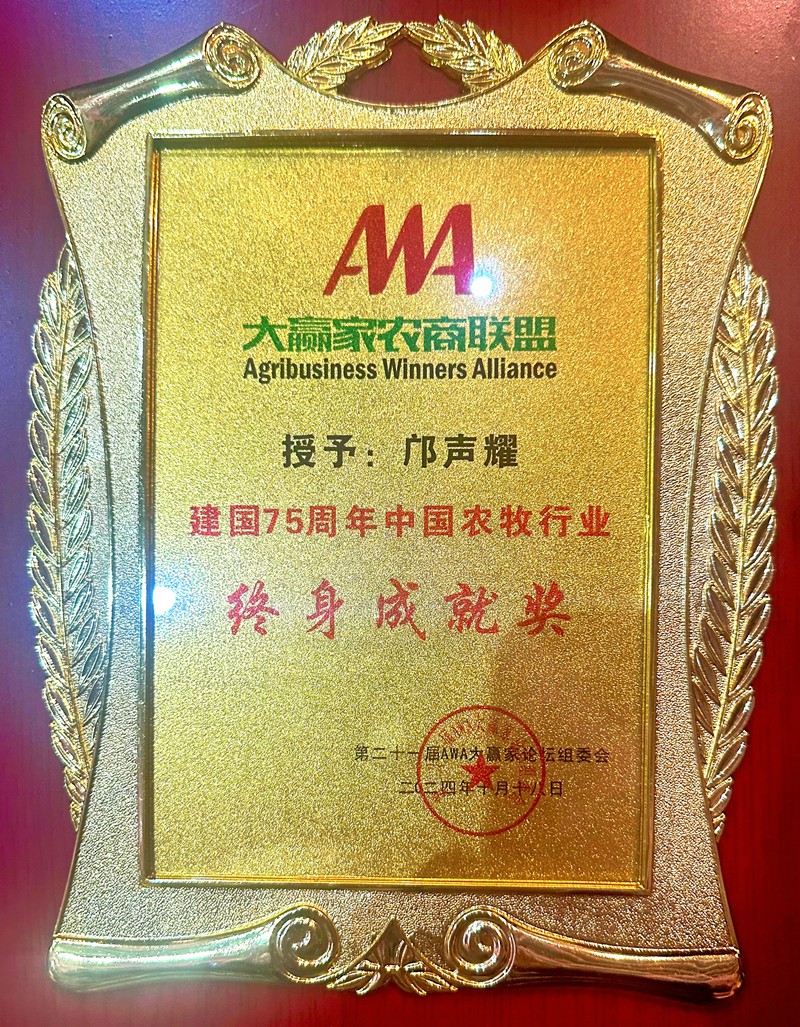 AWA
大赢家农商联盟
Agribusiness Winners Alliance
授予：邝声耀
建国75周年中国农牧行业
终身成就奖
第二十一届AWA大赢家论坛组委会
二〇二四年十月十八日